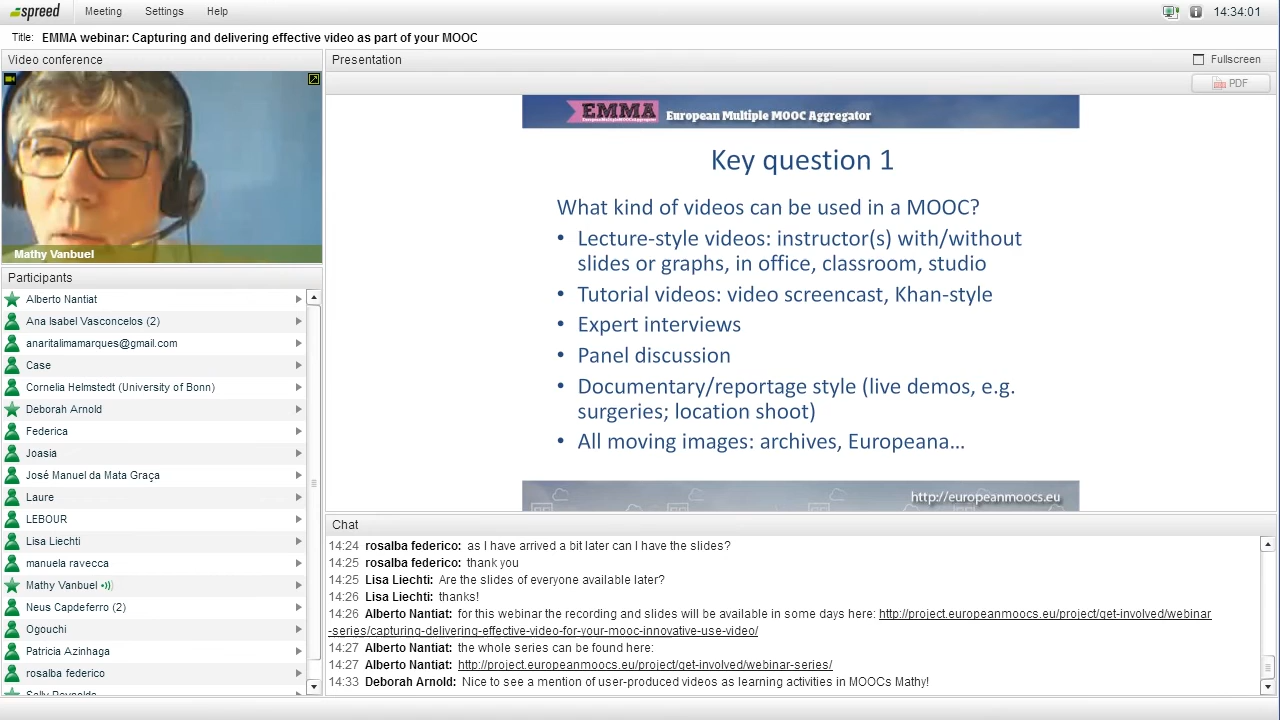 spreed
Meeting Settings Help 14:34:01
Title: EMMA webinar: Capturing and delivering effective video as part of your MOOC
Video conference
Mathy Vanbuel
Participants
Alberto Nantiat
Ana Isabel Vasconcelos (2)
anaritalimamarques@gmail.com
Case
Cornelia Helmstedt (University of Bonn)
Deborah Arnold
Federica
Joasia
José Manuel da Mata Graça
Laure
LEBOUR
Lisa Liechti
manuela ravecca
Mathy Vanbuel
Neus Capdeferro (2)
Ogouchi
Patricia Azinhaga
rosalba federico
Sally Reynolds
Presentation Fullscreen
PDF
EMMA European Multiple MOOC Aggregator
Key question 1
What kind of videos can be used in a MOOC?
• Lecture-style videos: instructor(s) with/without
slides or graphs, in office, classroom, studio
• Tutorial videos: video screencast, Khan-style
• Expert interviews
• Panel discussion
• Documentary/reportage style (live demos, e.g.
surgeries; location shoot)
• All moving images: archives, Europeana…
http://europeanmoocs.eu
Chat
14:24 rosalba federico: as I have arrived a bit later can I have the slides?
14:25 rosalba federico: thank you
14:25 Lisa Liechti: Are the slides of everyone available later?
14:26 Lisa Liechti: thanks!
14:26 Alberto Nantiat: for this webinar the recording and slides will be available in some days here: http://project.europeanmoocs.eu/project/get-involved/webinar
-series/capturing-delivering-effective-video-for-your-mooc-innovative-use-video/
14:27 Alberto Nantiat: the whole series can be found here:
14:27 Alberto Nantiat: http://project.europeanmoocs.eu/project/get-involved/webinar-series/
14:33 Deborah Arnold: Nice to see a mention of user-produced videos as learning activities in MOOCs Mathy!